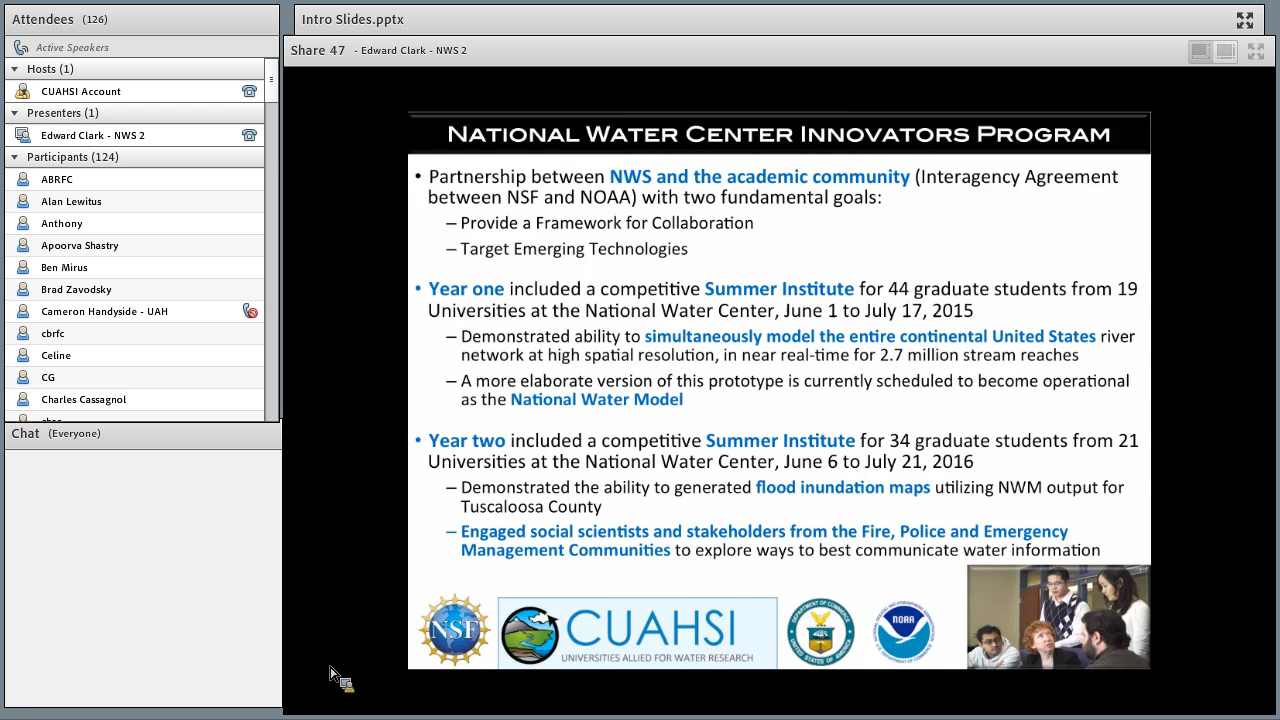 Attendees (126)
Active Speakers
Hosts (1)
CUAHSI Account
Presenters (1)
Edward Clark - NWS 2
Participants (124)
ABRFC
Alan Lewitus
Anthony
Apoorva Shastry
Ben Mirus
Brad Zavodsky
Cameron Handyside - UAH
cbrfc
Celine
CG
Charles Cassagnol
Chat (Everyone)
Intro Slides.pptx
Share 47 - Edward Clark - NWS 2
NATIONAL WATER CENTER INNOVATORS PROGRAM
• Partnership between NWS and the academic community (Interagency Agreement
between NSF and NOAA) with two fundamental goals:
– Provide a Framework for Collaboration
– Target Emerging Technologies
• Year one included a competitive Summer Institute for 44 graduate students from 19
Universities at the National Water Center, June 1 to July 17, 2015
– Demonstrated ability to simultaneously model the entire continental United States river
network at high spatial resolution, in near real-time for 2.7 million stream reaches
– A more elaborate version of this prototype is currently scheduled to become operational
as the National Water Model
• Year two included a competitive Summer Institute for 34 graduate students from 21
Universities at the National Water Center, June 6 to July 21, 2016
– Demonstrated the ability to generated flood inundation maps utilizing NWM output for
Tuscaloosa County
– Engaged social scientists and stakeholders from the Fire, Police and Emergency
Management Communities to explore ways to best communicate water information
NSF
CUAHSI
UNIVERSITIES ALLIED FOR WATER RESEARCH
DEPARTMENT OF COMMERCE
UNITED STATES OF AMERICA
NOAA